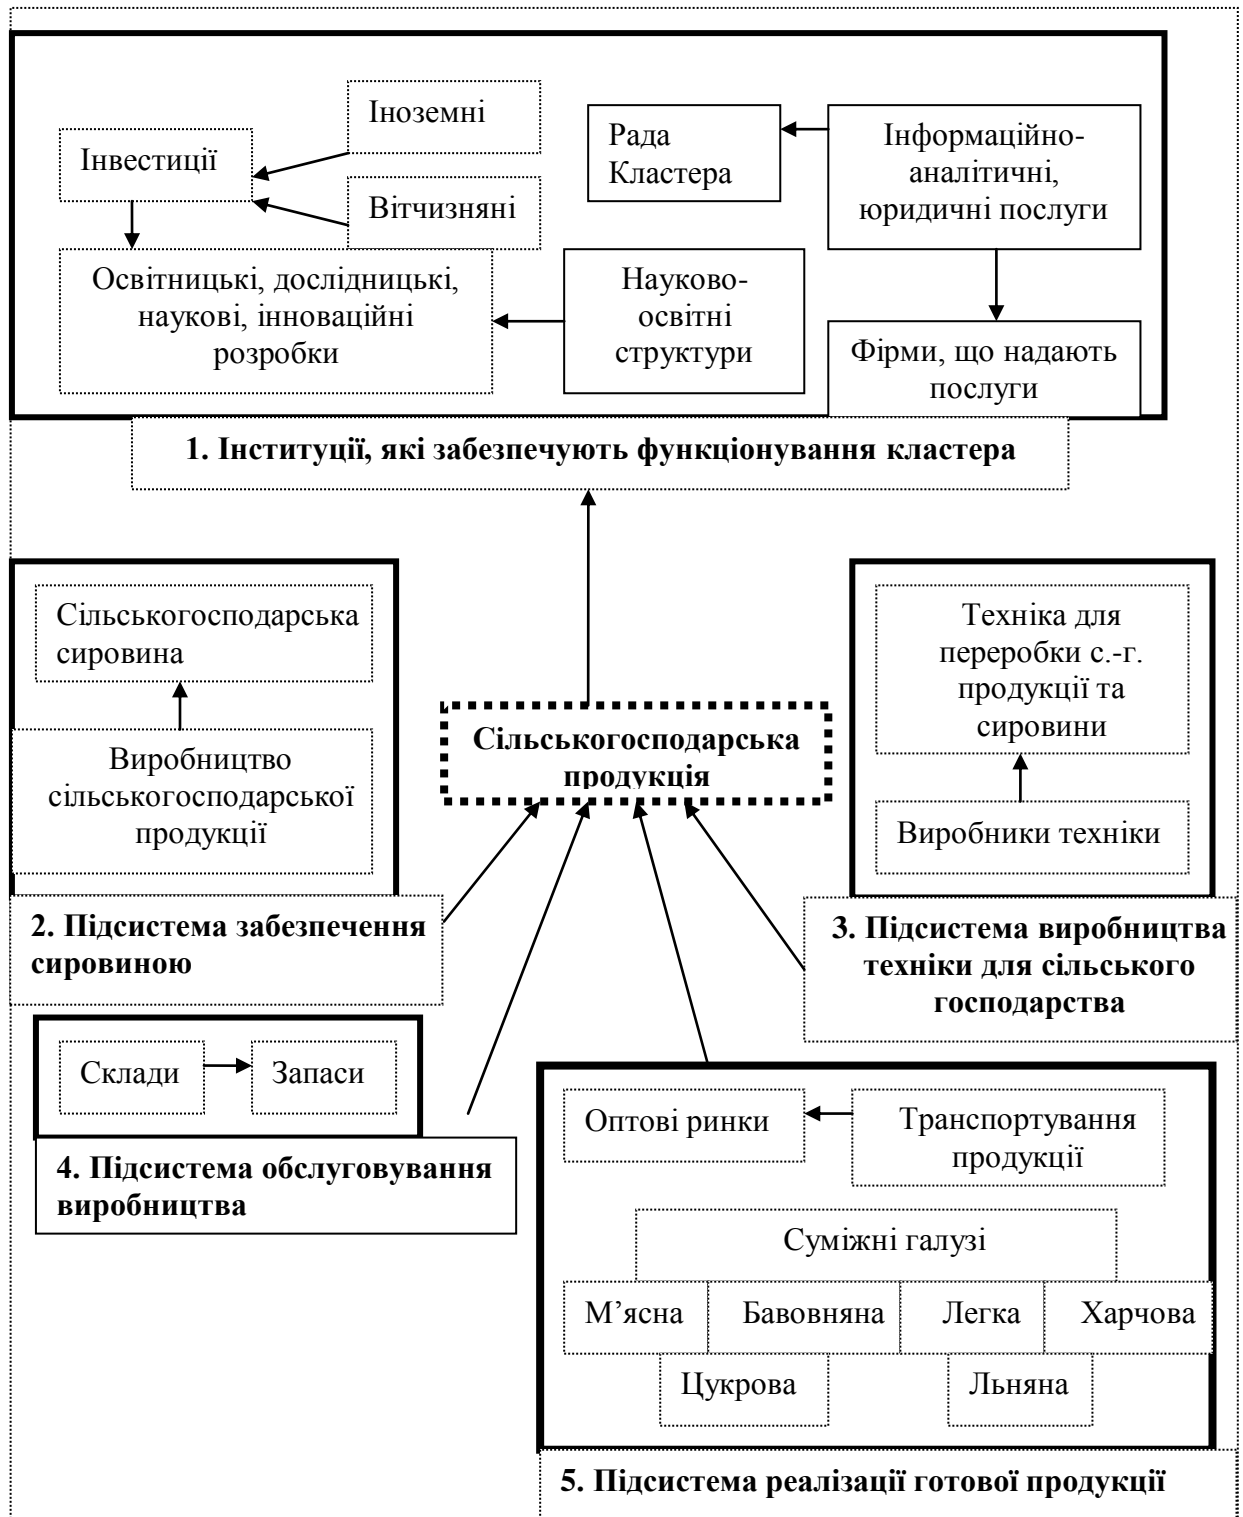 Іноземні
Інвестиції
Вітчизняні
Рада
Кластера
Інформаційно-
аналітичні,
юридичні послуги
Освітницькі, дослідницькі,
наукові, інноваційні
розробки
Науково-
освітні
структури
Фірми, що надають
послуги
1. Інституції, які забезпечують функціонування кластера
Сільськогосподарська
сировина
Виробництво
сільськогосподарської
продукції
2. Підсистема забезпечення
сировиною
Сільськогосподарська
продукція
Техніка для
переробки с.-г.
продукції та
сировини
Виробники техніки
3. Підсистема виробництва
техніки для сільського
господарства
Склади
Запаси
4. Підсистема обслуговування
виробництва
Оптові ринки
Транспортування
продукції
Суміжні галузі
М’ясна
Бавовняна
Легка
Харчова
Цукрова
Льняна
5. Підсистема реалізації готової продукції